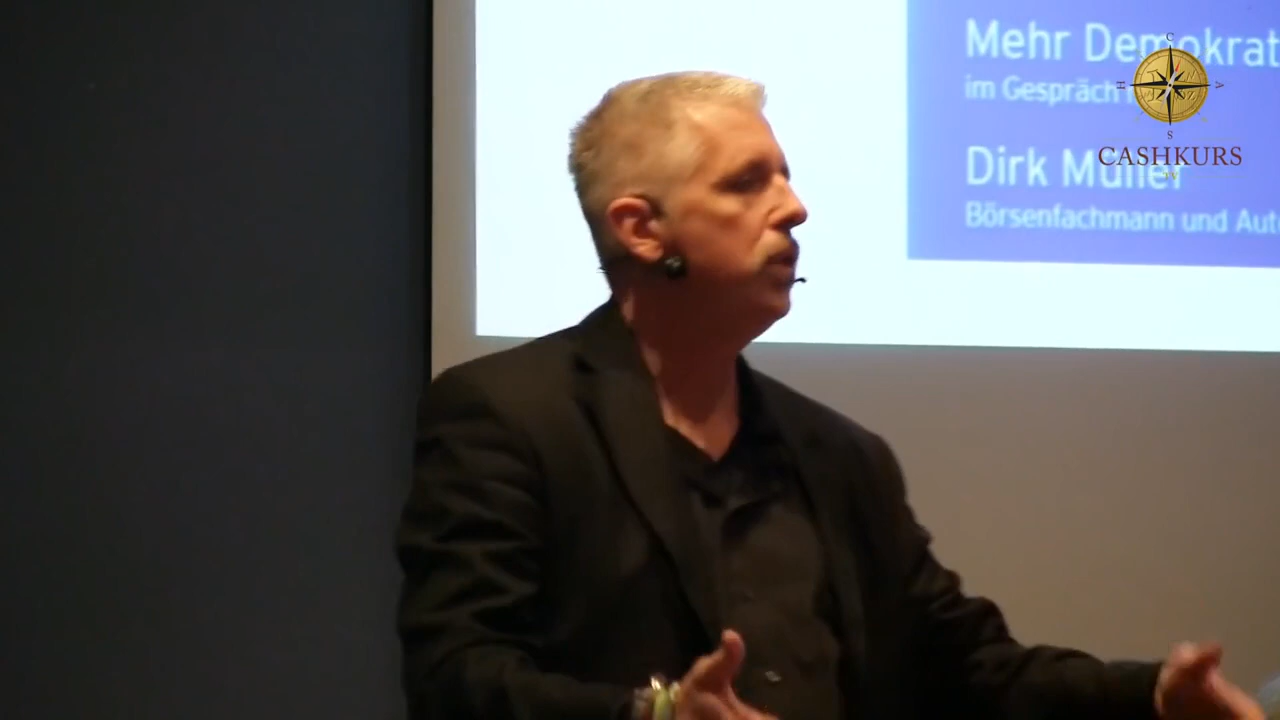 Mehr Demokrat
im Gespräch
Dirk Müller
Börsenfachmann und Aut
CASHKURS